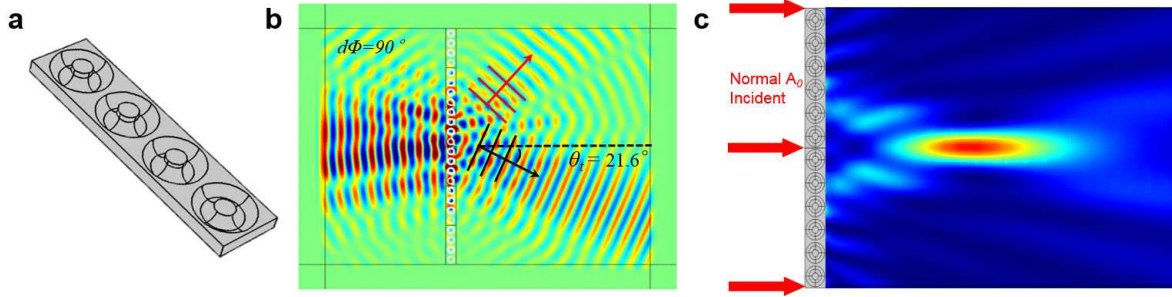 a
b
c
dΦ=90°
θt = 21.6°
Normal A0
Incident